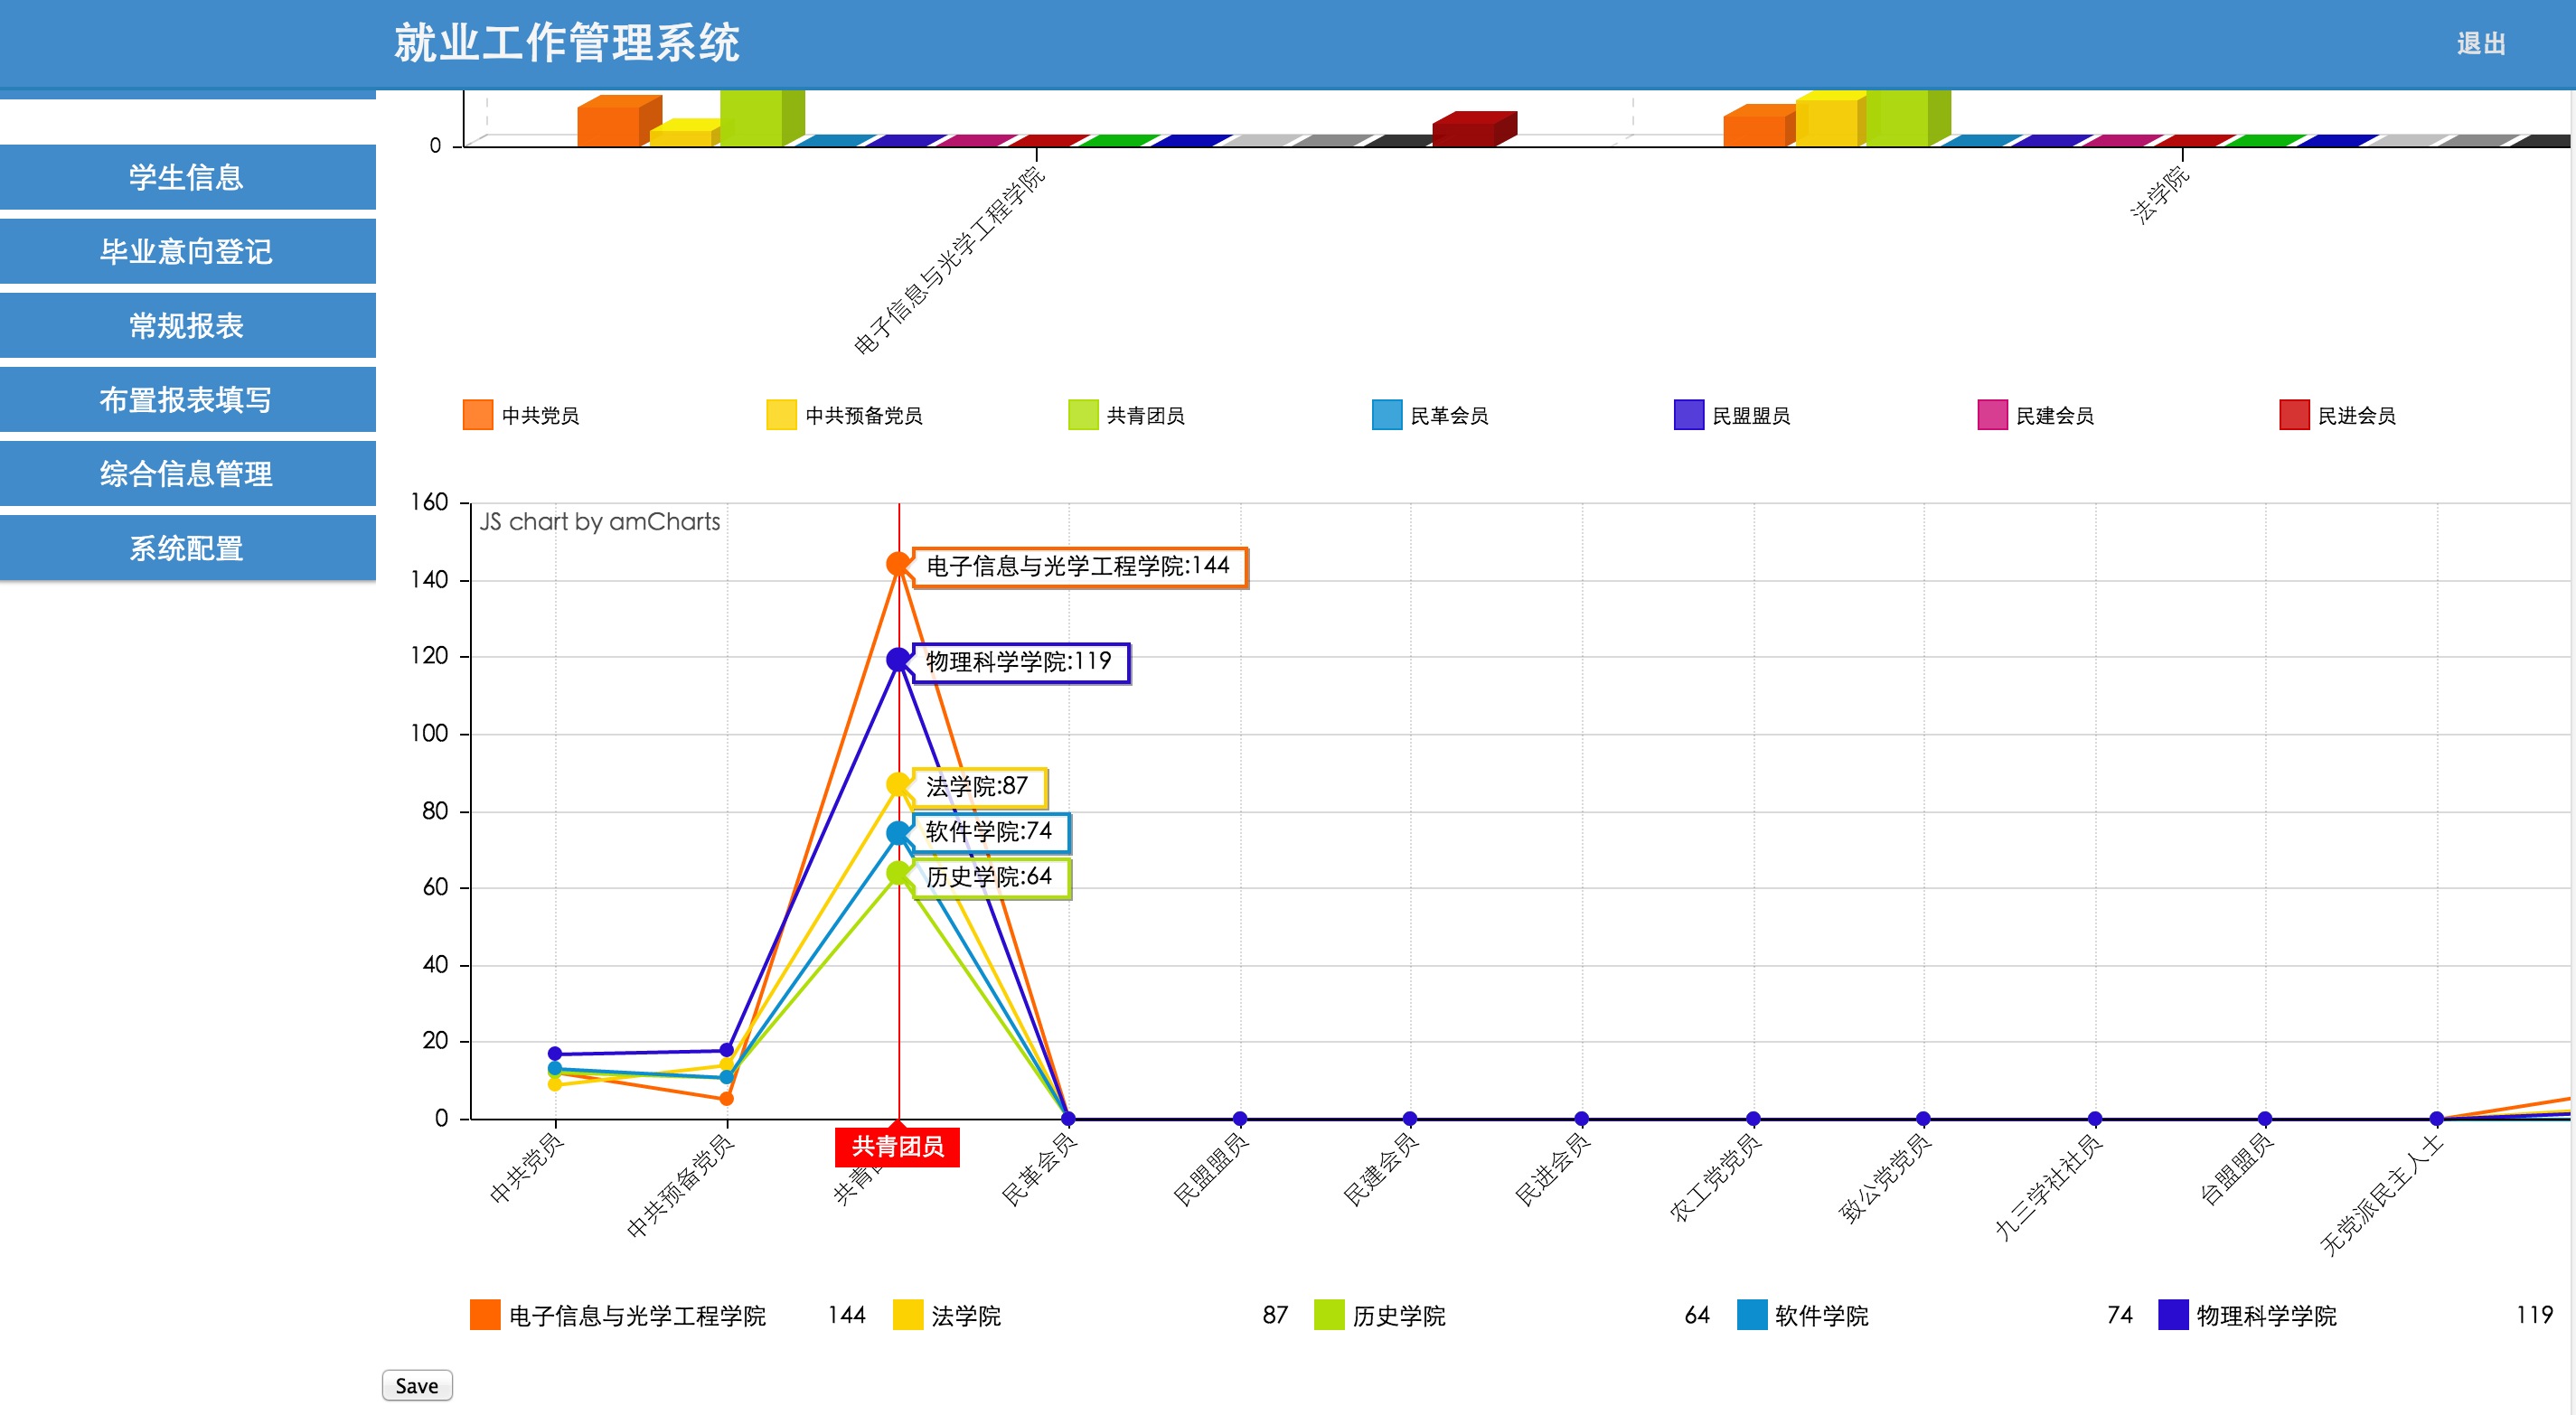 就业工作管理系统
退出
学生信息
毕业意向登记
常规报表
布置报表填写
综合信息管理
系统配置
0
电子信息与光学工程学院
法学院
中共党员
中共预备党员
共青团员
民革会员
民盟盟员
民建会员
民进会员
160
140
120
100
80
60
40
20
0
JS chart by amCharts
电子信息与光学工程学院:144
物理科学学院:119
法学院:87
软件学院:74
历史学院:64
中共党员
中共预备党员
共青团员
民革会员
民盟盟员
民建会员
民进会员
农工党党员
致公党党员
九三学社社员
台盟盟员
无党派民主人士
电子信息与光学工程学院 144
法学院 87
历史学院 64
软件学院 74
物理科学学院 119
Save